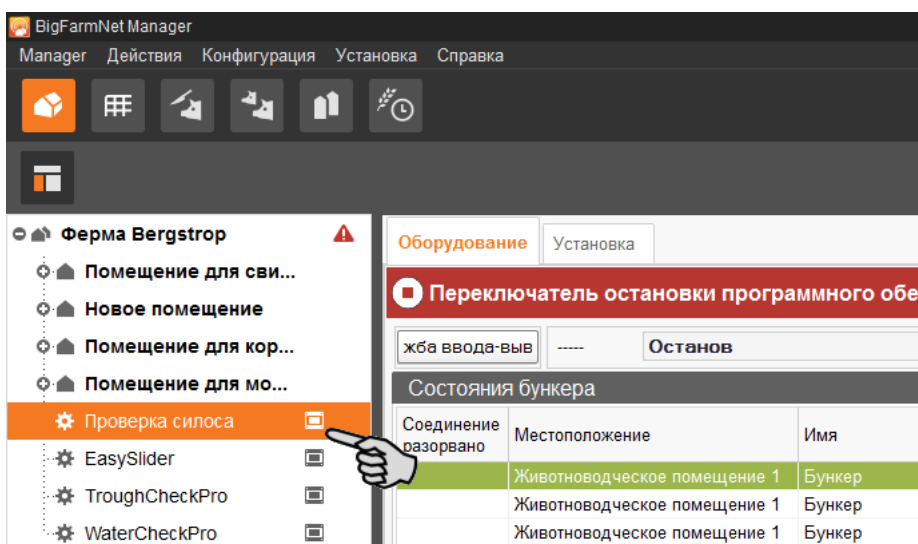 BigFarmNet Manager
Manager Действия Конфигурация Установка Справка
Ферма Bergstrop
Помещение для сви...
Новое помещение
Помещение для кор...
Помещение для мо...
Проверка силоса
EasySlider
TroughCheckPro
WaterCheckPro
Оборудование Установка
Переключатель остановки программного обе
жба ввода-выв ----- Останов
Состояния бункера
Соединение
разорвано
Местоположение
Имя
Животноводческое помещение 1 Бункер
Животноводческое помещение 1 Бункер
Животноводческое помещение 1 Бункер